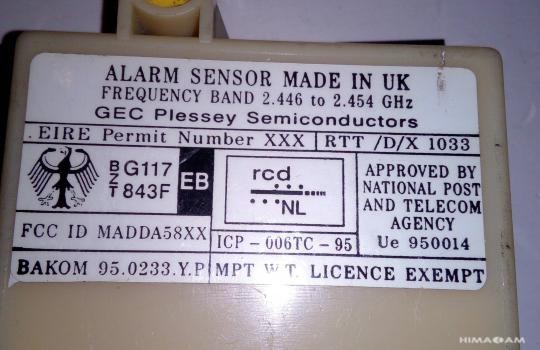 ALARM SENSOR MADE IN UK
FREQUENCY BAND 2.446 to 2.454 GHz
GEC Plessey Semiconductors
EIRE Permit Number XXX
RTT /D/X 1033
BZT
G117
843F
EB
rcd
NL
APPROVED BY
NATIONAL POST
AND TELECOM
AGENCY
Ue 950014
FCC ID MADDA58XX
ICP - 006TC - 95
BAKOM 95.0233.Y.P
MPT W.T. LICENCE EXEMPT